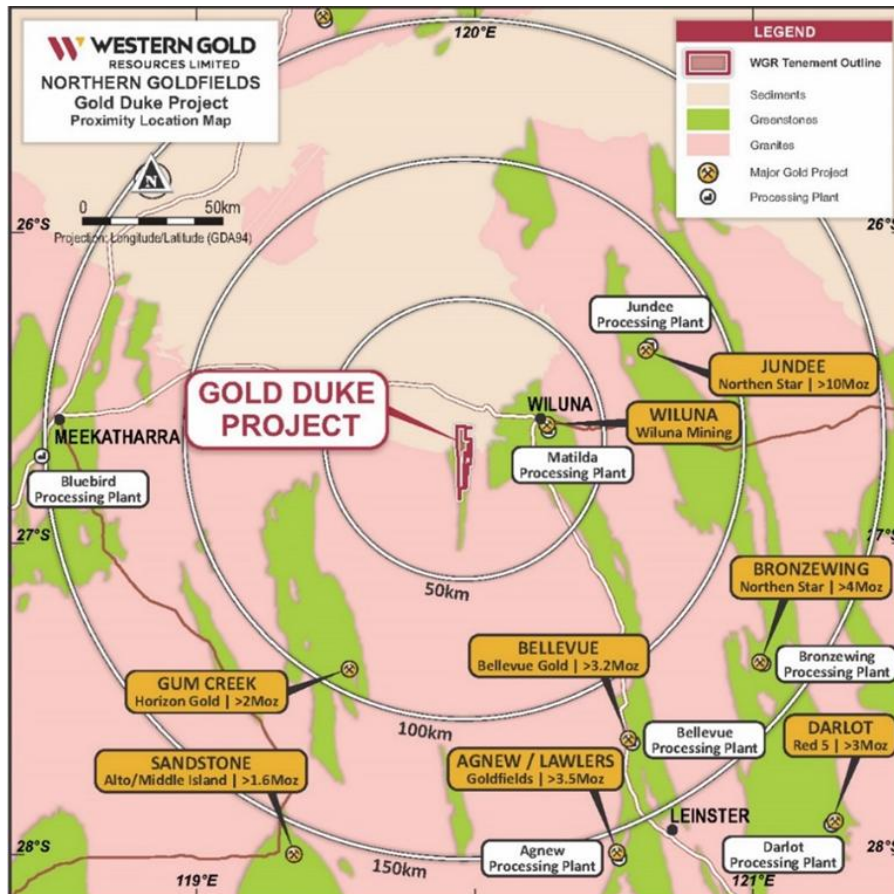 WESTERN GOLD
RESOURCES LIMITED
NORTHERN GOLDFIELDS
Gold Duke Project
Proximity Location Map
N
0 50km
Projection: Longitude/Latitude (GDA94)
120°E
LEGEND
WGR Tenement Outline
Sediments
Greenstones
Granites
Major Gold Project
Processing Plant
26°S
26°S
Jundee
Processing Plant
JUNDEE
Northen Star | >10Moz
GOLD DUKE
PROJECT
WILUNA
WILUNA
Wiluna Mining
MEEKATHARRA
Matilda
Processing Plant
Bluebird
Processing Plant
27°S
27°S
50km
BRONZEWING
Northen Star | >4Moz
BELLEVUE
Bellevue Gold | >3.2Moz
Bronzewing
Processing Plant
GUM CREEK
Horizon Gold | >2Moz
100km
Bellevue
Processing Plant
DARLOT
Red 5 | >3Moz
SANDSTONE
Alto/Middle Island | >1.6Moz
AGNEW / LAWLERS
Goldfields | >3.5Moz
LEINSTER
28°S
28°S
150km
Agnew
Processing Plant
Darlot
Processing Plant
119°E
121°E